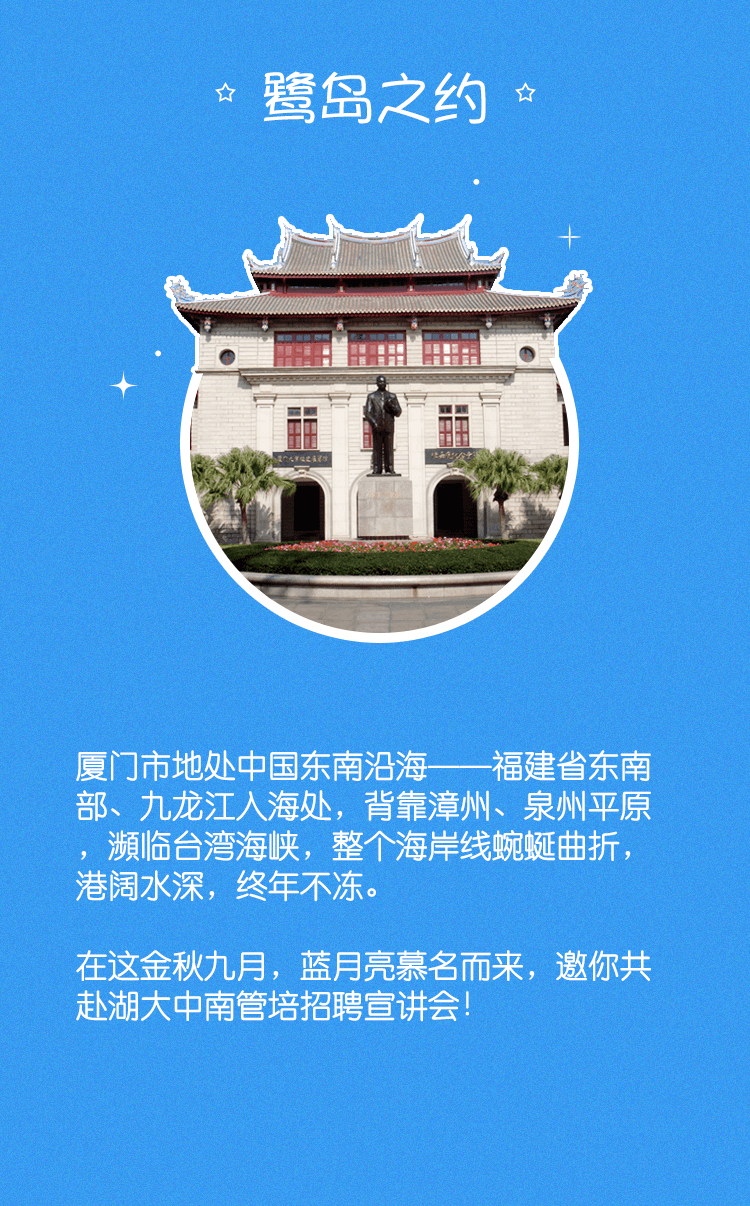 鹭岛之约
厦门市地处中国东南沿海——福建省东南
部、九龙江入海处，背靠漳州、泉州平原
，濒临台湾海峡，整个海岸线蜿蜒曲折，
港阔水深，终年不冻。
在这金秋九月，蓝月亮慕名而来，邀你共
赴湖大中南管培招聘宣讲会！